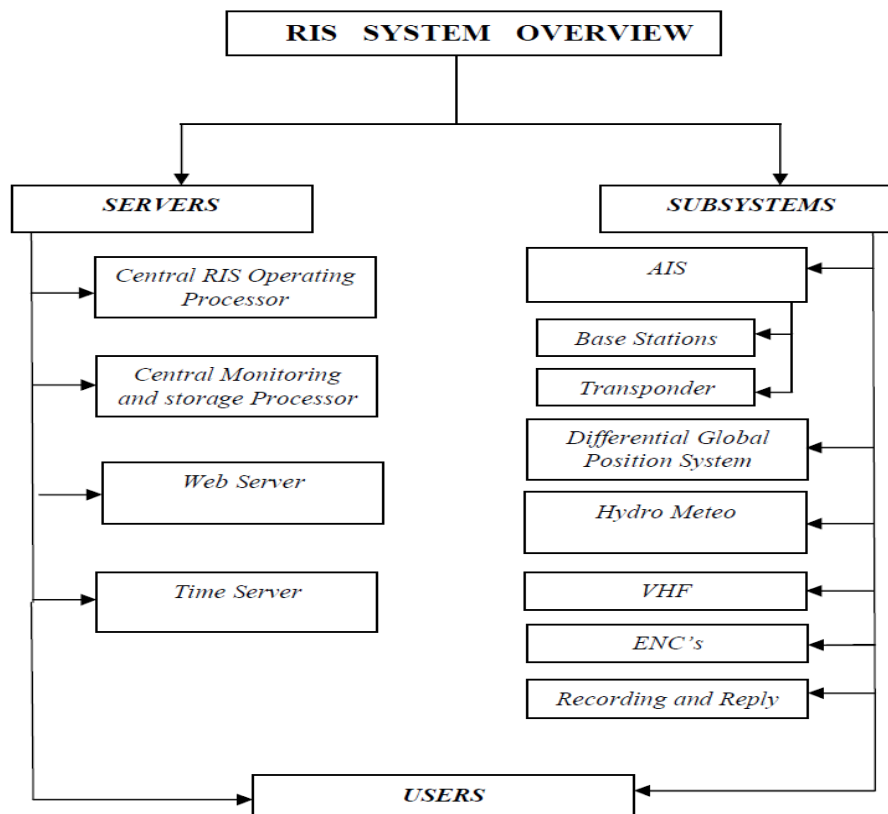 RIS SYSTEM OVERVIEW
SERVERS
SUBSYSTEMS
Central RIS Operating
Processor
Central Monitoring
and storage Processor
Web Server
Time Server
AIS
Base Stations
Transponder
Differential Global
Position System
Hydro Meteo
VHF
ENC's
Recording and Reply
USERS